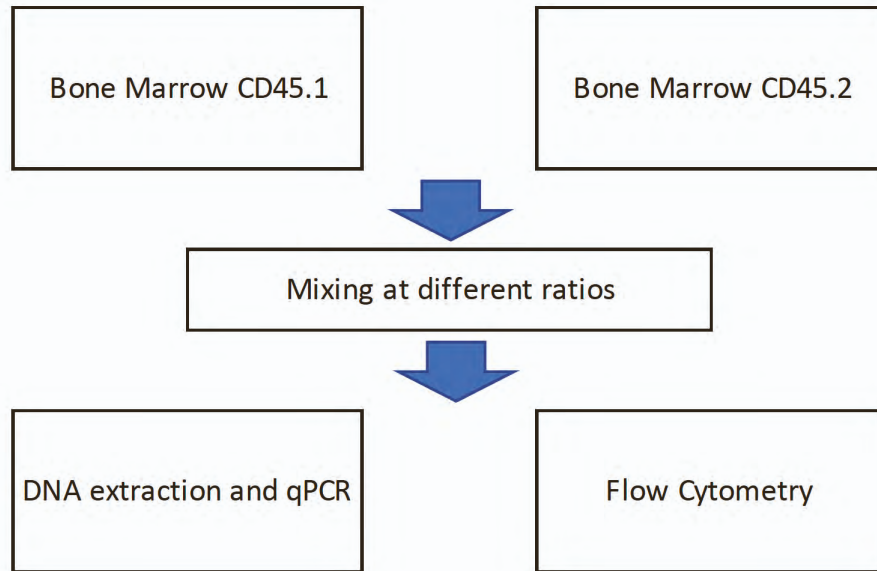 Bone Marrow CD45.1
Bone Marrow CD45.2
Mixing at different ratios
DNA extraction and qPCR
Flow Cytometry